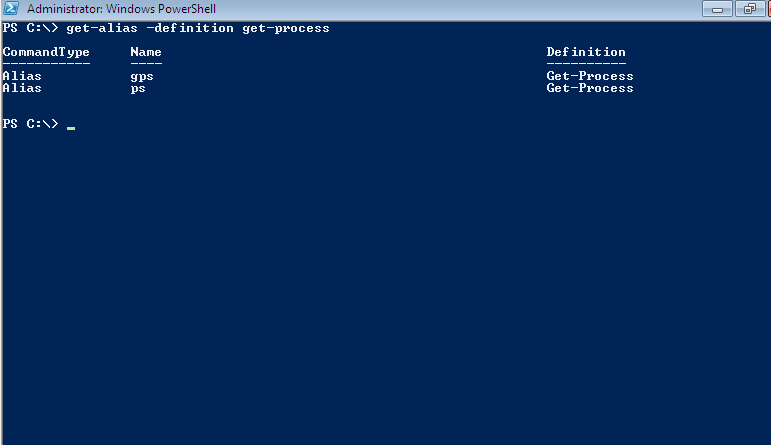 Administrator: Windows PowerShell
PS C:\> get-alias -definition get-process
CommandType Name Definition
----------- ---- ----------
Alias gps Get-Process
Alias ps Get-Process
PS C:\> _